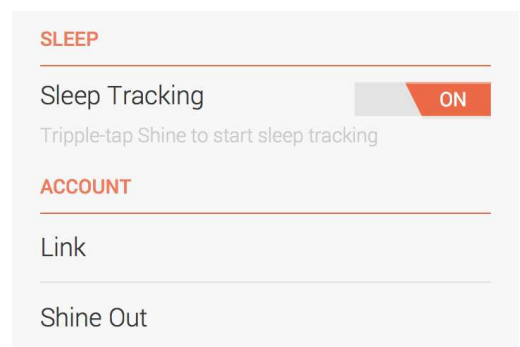 SLEEP
Sleep Tracking
ON
Tripple-tap Shine to start sleep tracking
ACCOUNT
Link
Shine Out